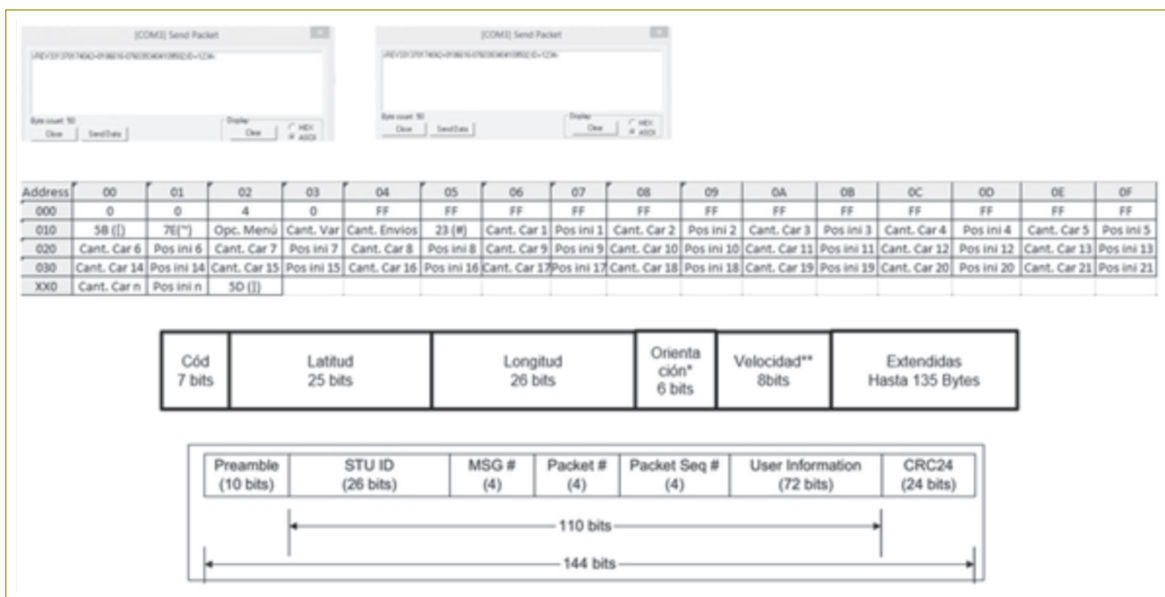 [COM3] Send Packet
[COM3] Send Packet
Byte count: 50
Display
HEX
Close
Send Data
Clear
ASCII
Byte count: 50
Display
HEX
Close
Send Data
Clear
ASCII
Address 00 01 02 03 04 05 06 07 08 09 0A 0B 0C 0D 0E 0F
000 0 0 4 0 FF FF FF FF FF FF FF FF FF FF FF FF
010 5B ([) 7E(~) Opc. Menú Cant. Var Cant. Envios 23 (#) Cant. Car 1 Pos ini 1 Cant. Car 2 Pos ini 2 Cant. Car 3 Pos ini 3 Cant. Car 4 Pos ini 4 Cant. Car 5 Pos ini 5
020 Cant. Car 6 Pos ini 6 Cant. Car 7 Pos ini 7 Cant. Car 8 Pos ini 8 Cant. Car 9 Pos ini 9 Cant. Car 10 Pos ini 10 Cant. Car 11 Pos ini 11 Cant. Car 12 Pos ini 12 Cant. Car 13 Pos ini 13
030 Cant. Car 14 Pos ini 14 Cant. Car 15 Pos ini 15 Cant. Car 16 Pos ini 16 Cant. Car 17 Pos ini 17 Cant. Car 18 Pos ini 18 Cant. Car 19 Pos ini 19 Cant. Car 20 Pos ini 20 Cant. Car 21 Pos ini 21
XX0 Cant. Car n Pos ini n 5D (])
Cód
7 bits
Latitud
25 bits
Longitud
26 bits
Orienta
ción*
6 bits
Velocidad**
8bits
Extendidas
Hasta 135 Bytes
Preamble
(10 bits)
STU ID
(26 bits)
MSG #
(4)
Packet #
(4)
Packet Seq #
(4)
User Information
(72 bits)
CRC24
(24 bits)
110 bits
144 bits